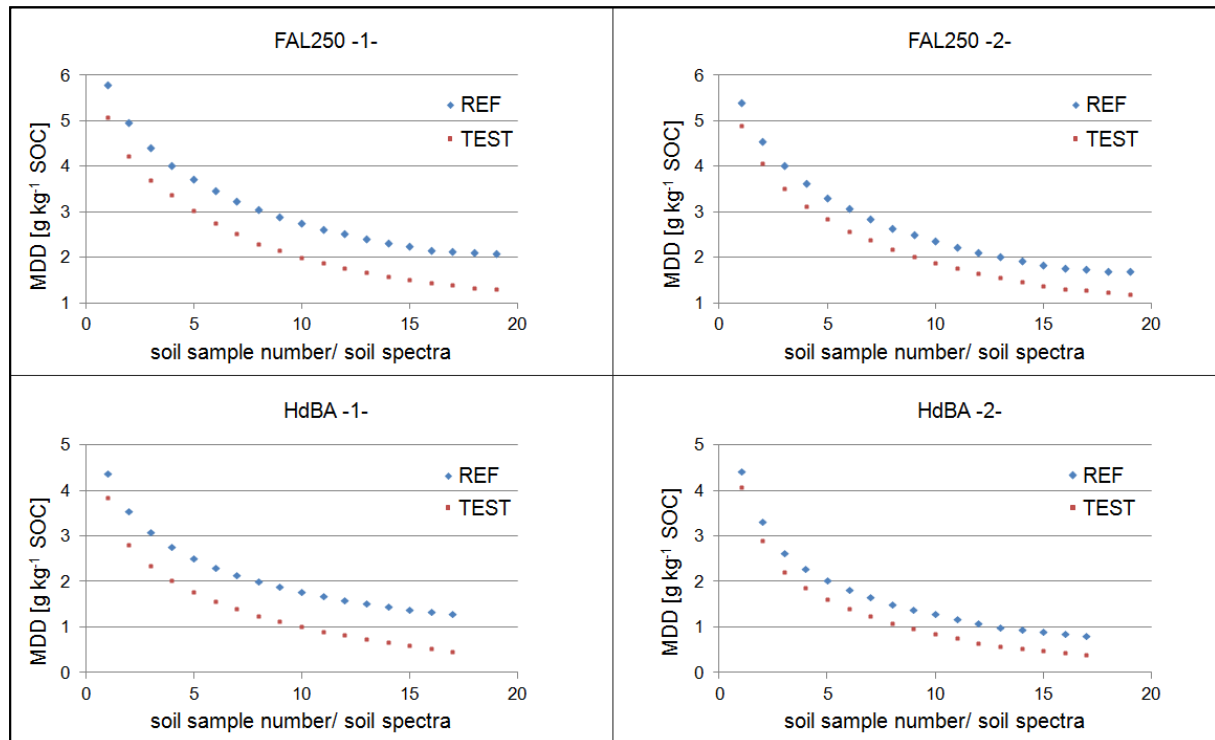 FAL250 -1-
6
5
4
3
2
1
MDD [g kg⁻¹ SOC]
REF
TEST
0
5
10
15
20
soil sample number/ soil spectra
FAL250 -2-
6
5
4
3
2
1
MDD [g kg⁻¹ SOC]
REF
TEST
0
5
10
15
20
soil sample number/ soil spectra
HdBA -1-
5
4
3
2
1
0
MDD [g kg⁻¹ SOC]
REF
TEST
0
5
10
15
20
soil sample number/ soil spectra
HdBA -2-
5
4
3
2
1
0
MDD [g kg⁻¹ SOC]
REF
TEST
0
5
10
15
20
soil sample number/ soil spectra